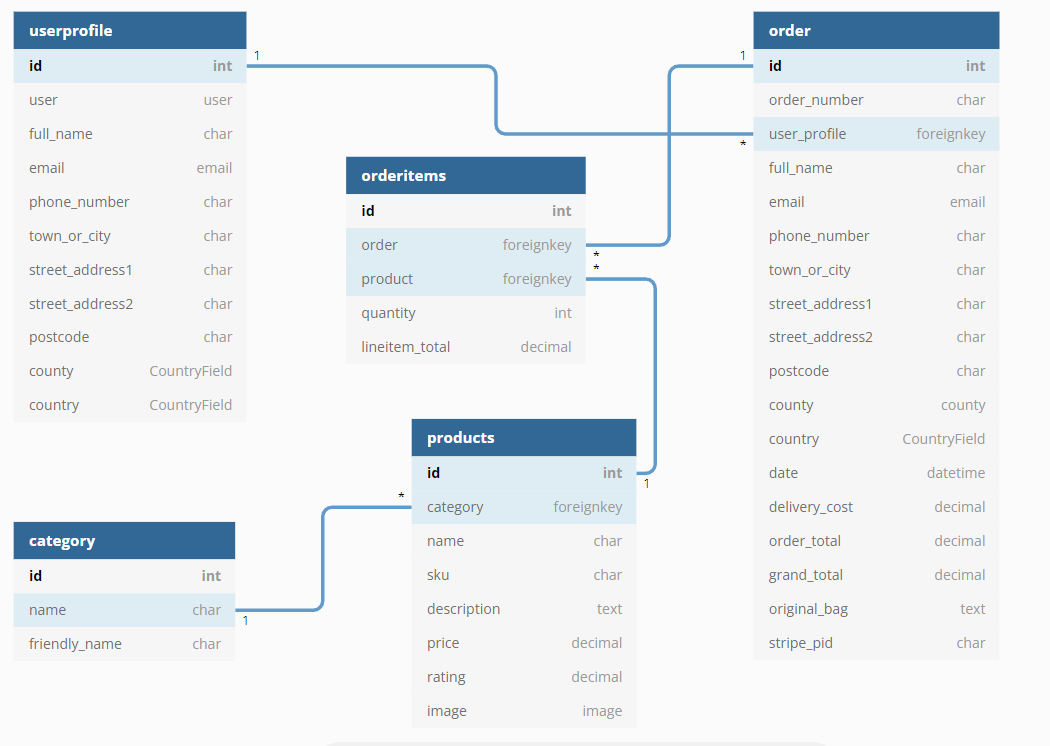 userprofile
id int
user user
full_name char
email email
phone_number char
town_or_city char
street_address1 char
street_address2 char
postcode char
county CountryField
country CountryField
1
orderitems
id int
order foreignkey
product foreignkey
quantity int
lineitem_total decimal
*
*
order
1
id int
order_number char
user_profile foreignkey
*
full_name char
email email
phone_number char
town_or_city char
street_address1 char
street_address2 char
postcode char
county county
country CountryField
date datetime
delivery_cost decimal
order_total decimal
grand_total decimal
original_bag text
stripe_pid char
category
id int
name char
friendly_name char
1
products
id int
1
*
category foreignkey
name char
sku char
description text
price decimal
rating decimal
image image